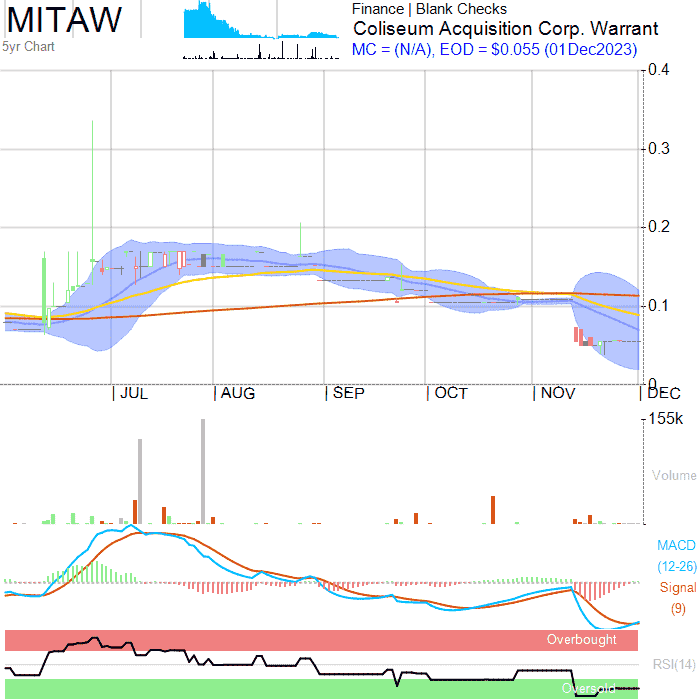 MITAW
5yr Chart
Finance | Blank Checks
Coliseum Acquisition Corp. Warrant
MC = (N/A), EOD = $0.055 (01Dec2023)
0.4
0.3
0.2
0.1
0
JUL AUG SEP OCT NOV DEC
155k
Volume
MACD
(12-26)
Signal
(9)
Overbought
RSI(14)
Oversold